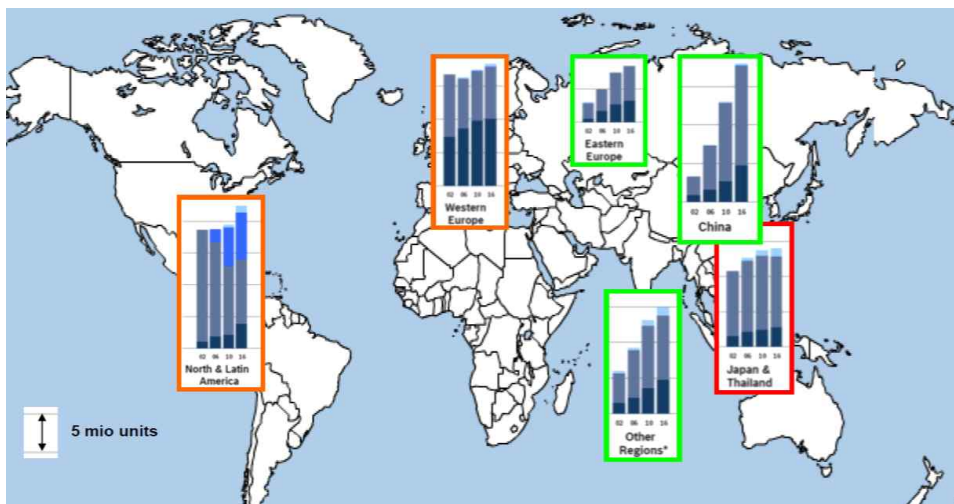 02 06 10 16
Western
Europe
02 06 10 16
Eastern
Europe
02 06 10 16
China
02 06 10 16
North & Latin
America
02 06 10 16
Japan &
Thailand
02 06 10 16
Other
Regions*
5 mio units